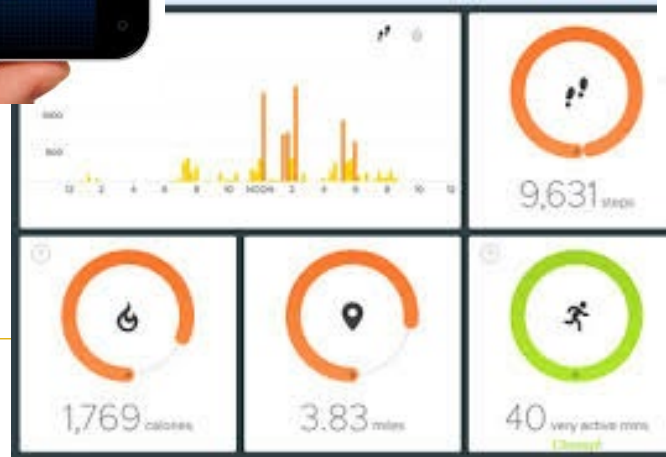 1000
500
12 2 4 6 8 10 NOON 2 4 6 8 10 12
9,631 steps
1,769 calories
3.83 miles
40 very active mins